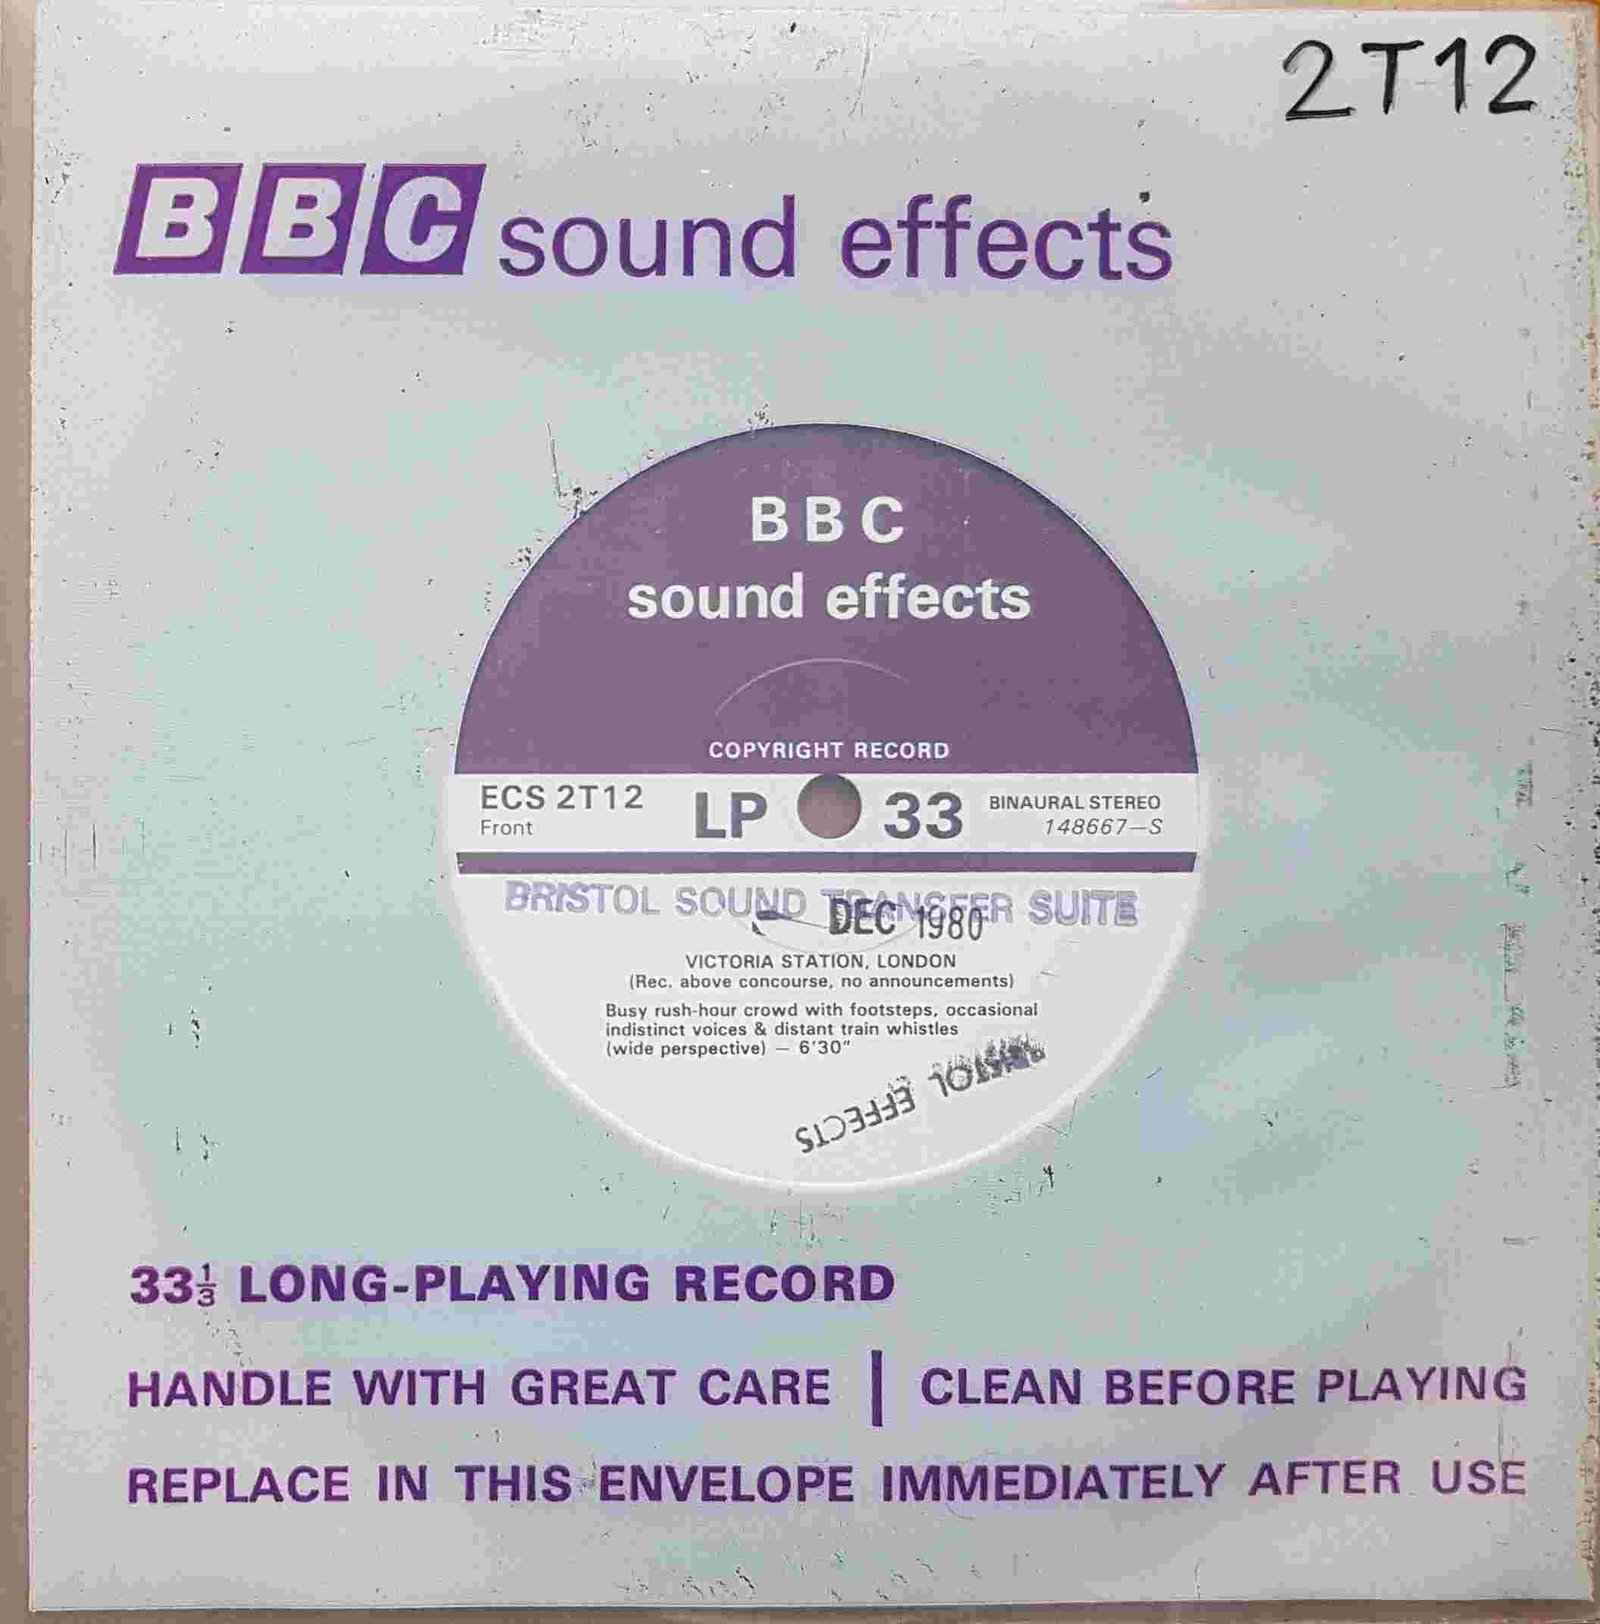 2T12
BBC sound effects
BBC
sound effects
COPYRIGHT RECORD
ECS 2T12
Front
LP 33
BINAURAL STEREO
148667–S
BRISTOL SOUND TRANSFER SUITE
DEC 1980
VICTORIA STATION, LONDON
(Rec. above concourse, no announcements)
Busy rush-hour crowd with footsteps, occasional
indistinct voices & distant train whistles
(wide perspective) – 6'30"
BRISTOL EFFECTS
33⅓ LONG-PLAYING RECORD
HANDLE WITH GREAT CARE | CLEAN BEFORE PLAYING
REPLACE IN THIS ENVELOPE IMMEDIATELY AFTER USE